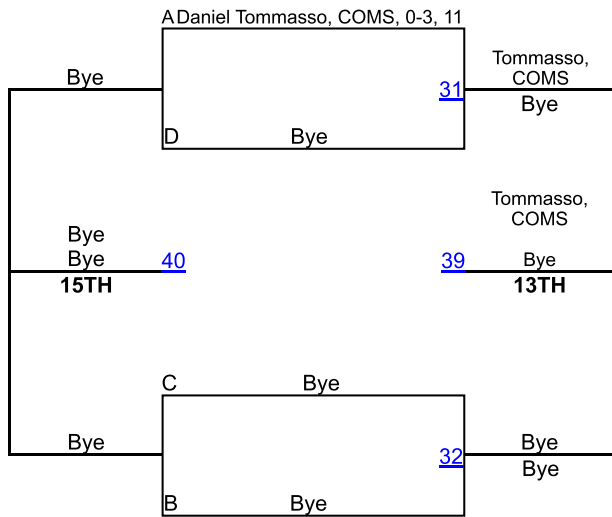 A Daniel Tommasso, COMS, 0-3, 11
Bye
31
Tommasso,
COMS
Bye
D
Bye
Bye
Bye
40
15TH
Tommasso,
COMS
39
Bye
13TH
C
Bye
Bye
32
Bye
Bye
B
Bye